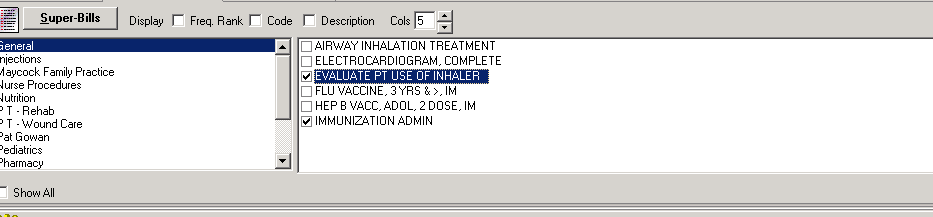 Super-Bills Display Freq. Rank Code Description Cols 5
General
Injections
Maycock Family Practice
Nurse Procedures
Nutrition
P T - Rehab
P T - Wound Care
Pat Gowan
Pediatrics
Pharmacy
AIRWAY INHALATION TREATMENT
ELECTROCARDIOGRAM, COMPLETE
EVALUATE PT USE OF INHALER
FLU VACCINE, 3 YRS & >, IM
HEP B VACC, ADOL, 2 DOSE, IM
IMMUNIZATION ADMIN
Show All